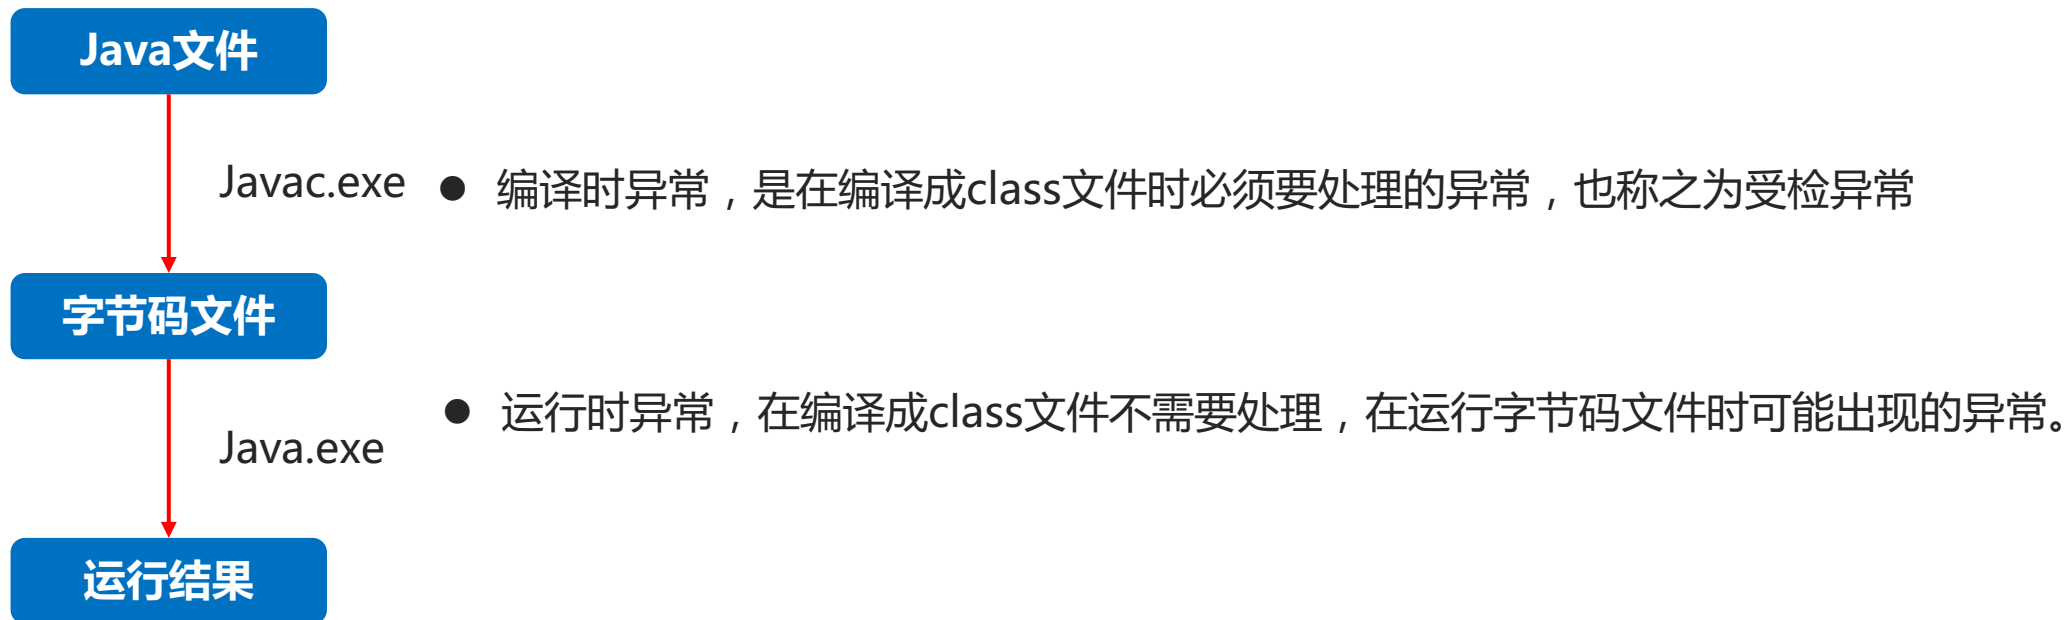 Java文件
Javac.exe
● 编译时异常，是在编译成class文件时必须要处理的异常，也称之为受检异常
字节码文件
● 运行时异常，在编译成class文件不需要处理，在运行字节码文件时可能出现的异常。
Java.exe
运行结果